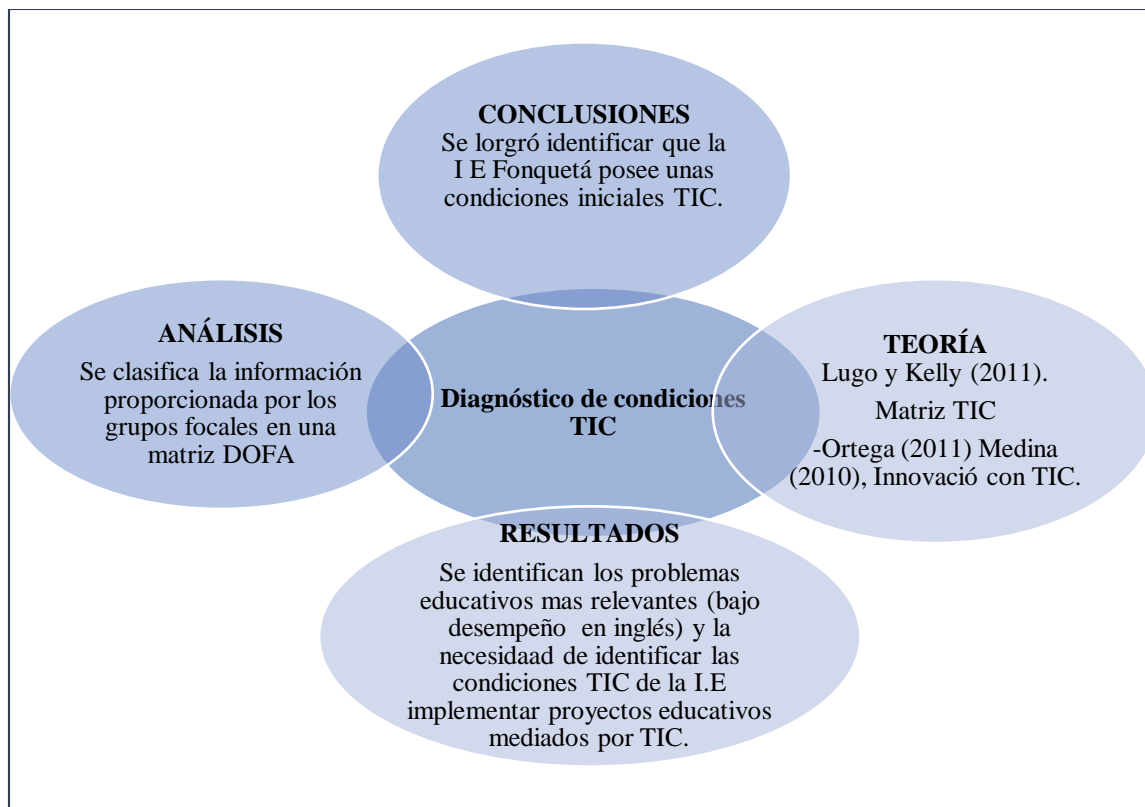 CONCLUSIONES
Se lorgró identificar que la
I E Fonquetá posee unas
condiciones iniciales TIC.
ANÁLISIS
Se clasifica la información
proporcionada por los
grupos focales en una
matriz DOFA
Diagnóstico de condiciones
TIC
TEORÍA
Lugo y Kelly (2011).
Matriz TIC
-Ortega (2011) Medina
(2010), Innovació con TIC.
RESULTADOS
Se identifican los problemas
educativos mas relevantes (bajo
desempeño en inglés) y la
necesidaad de identificar las
condiciones TIC de la I.E
implementar proyectos educativos
mediados por TIC.